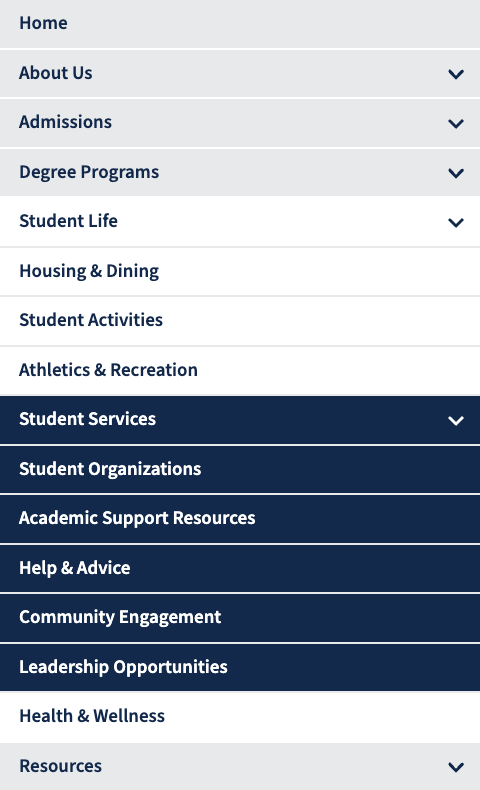 Home
About Us
Admissions
Degree Programs
Student Life
Housing & Dining
Student Activities
Athletics & Recreation
Student Services
Student Organizations
Academic Support Resources
Help & Advice
Community Engagement
Leadership Opportunities
Health & Wellness
Resources